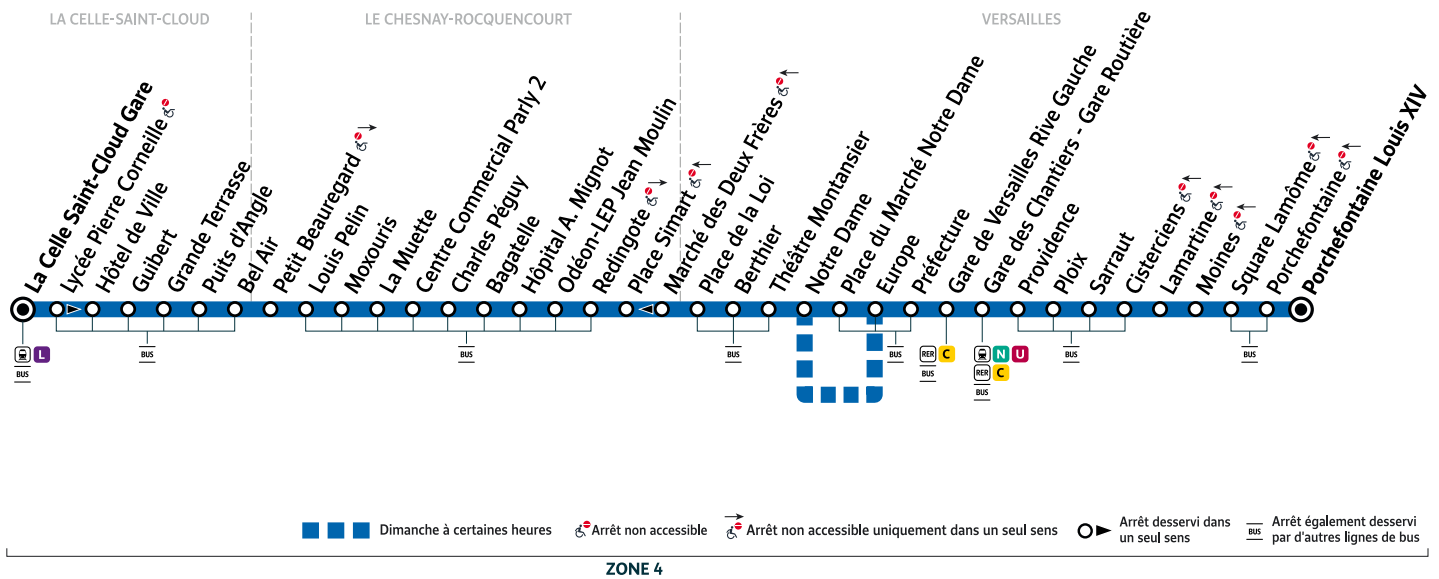 LA CELLE-SAINT-CLOUD
LE CHESNAY-ROCQUENCOURT
VERSAILLES
La Celle Saint-Cloud Gare
Lycée Pierre Corneille
Hôtel de Ville
Guibert
Grande Terrasse
Puits d'Angle
Bel Air
Petit Beauregard
Louis Pelin
Moxouris
La Muette
Centre Commercial Parly 2
Charles Péguy
Bagatelle
Hôpital A. Mignot
Odéon-LEP Jean Moulin
Redingote
Place Simart
Marché des Deux Frères
Place de la Loi
Berthier
Théâtre Montansier
Notre Dame
Place du Marché Notre Dame
Europe
Préfecture
Gare de Versailles Rive Gauche
Gare des Chantiers - Gare Routière
Providence
Ploix
Sarraut
Cisterciens
Lamartine
Moines
Square Lamôme
Porchefontaine
Porchefontaine Louis XIV
L
BUS
BUS
BUS
BUS
BUS
RER C
BUS
N U
RER C
BUS
BUS
BUS
Dimanche à certaines heures
Arrêt non accessible
Arrêt non accessible uniquement dans un seul sens
Arrêt desservi dans
un seul sens
BUS
Arrêt également desservi
par d'autres lignes de bus
ZONE 4